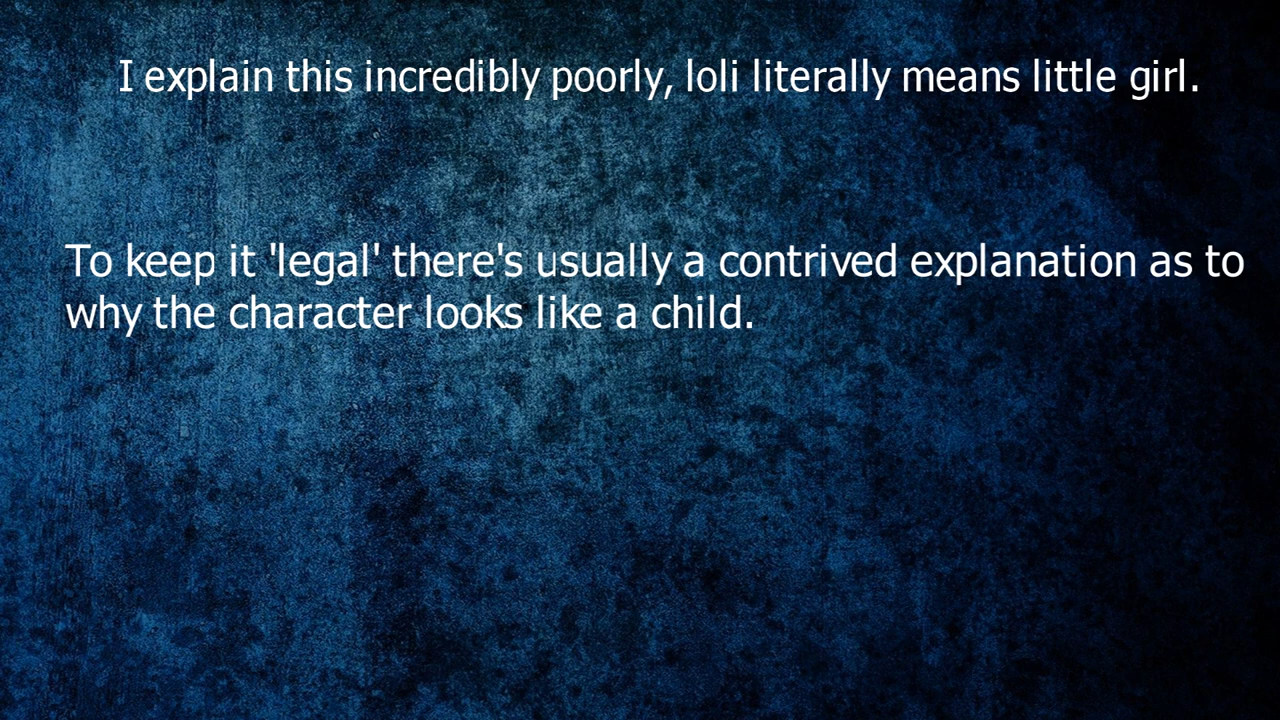 I explain this incredibly poorly, loli literally means little girl.
To keep it 'legal' there's usually a contrived explanation as to
why the character looks like a child.